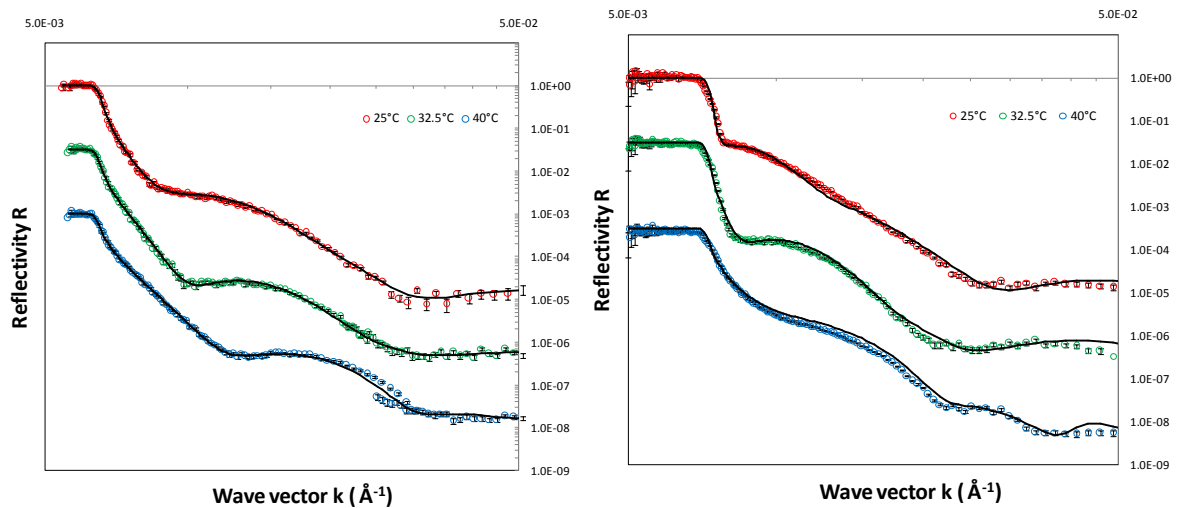 5.0E-03
5.0E-02
1.0E+00
1.0E-01
1.0E-02
1.0E-03
1.0E-04
1.0E-05
1.0E-06
1.0E-07
1.0E-08
1.0E-09
25°C 32.5°C 40°C
Reflectivity R
Wave vector k ( Å-1)
5.0E-03
5.0E-02
1.0E+00
1.0E-01
1.0E-02
1.0E-03
1.0E-04
1.0E-05
1.0E-06
1.0E-07
1.0E-08
1.0E-09
25°C 32.5°C 40°C
Reflectivity R
Wave vector k ( Å-1)